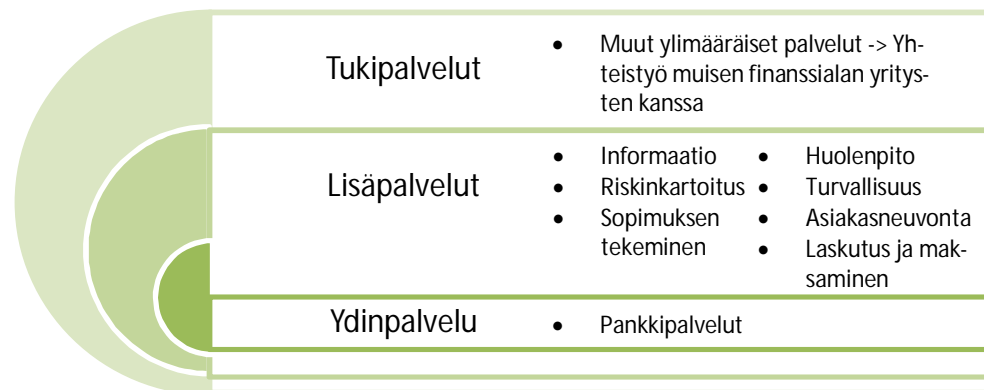 Tukipalvelut
• Muut ylimääräiset palvelut -> Yh-
teistyö muisen finanssialan yritys-
ten kanssa
Lisäpalvelut
• Informaatio
• Riskinkartoitus
• Sopimuksen
tekeminen
• Huolenpito
• Turvallisuus
• Asiakasneuvonta
• Laskutus ja mak-
saminen
Ydinpalvelu
• Pankkipalvelut